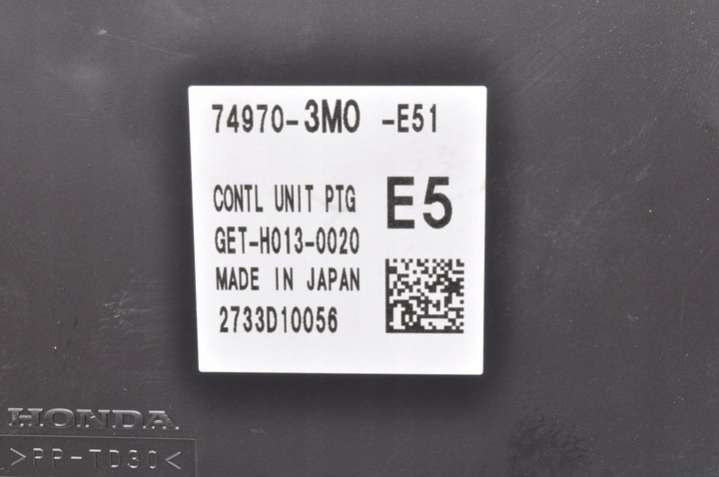 74970-3M0 -E51
CONTL UNIT PTG
E5
GET-H013-0020
MADE IN JAPAN
2733D10056
HONDA
>PP-TD30<